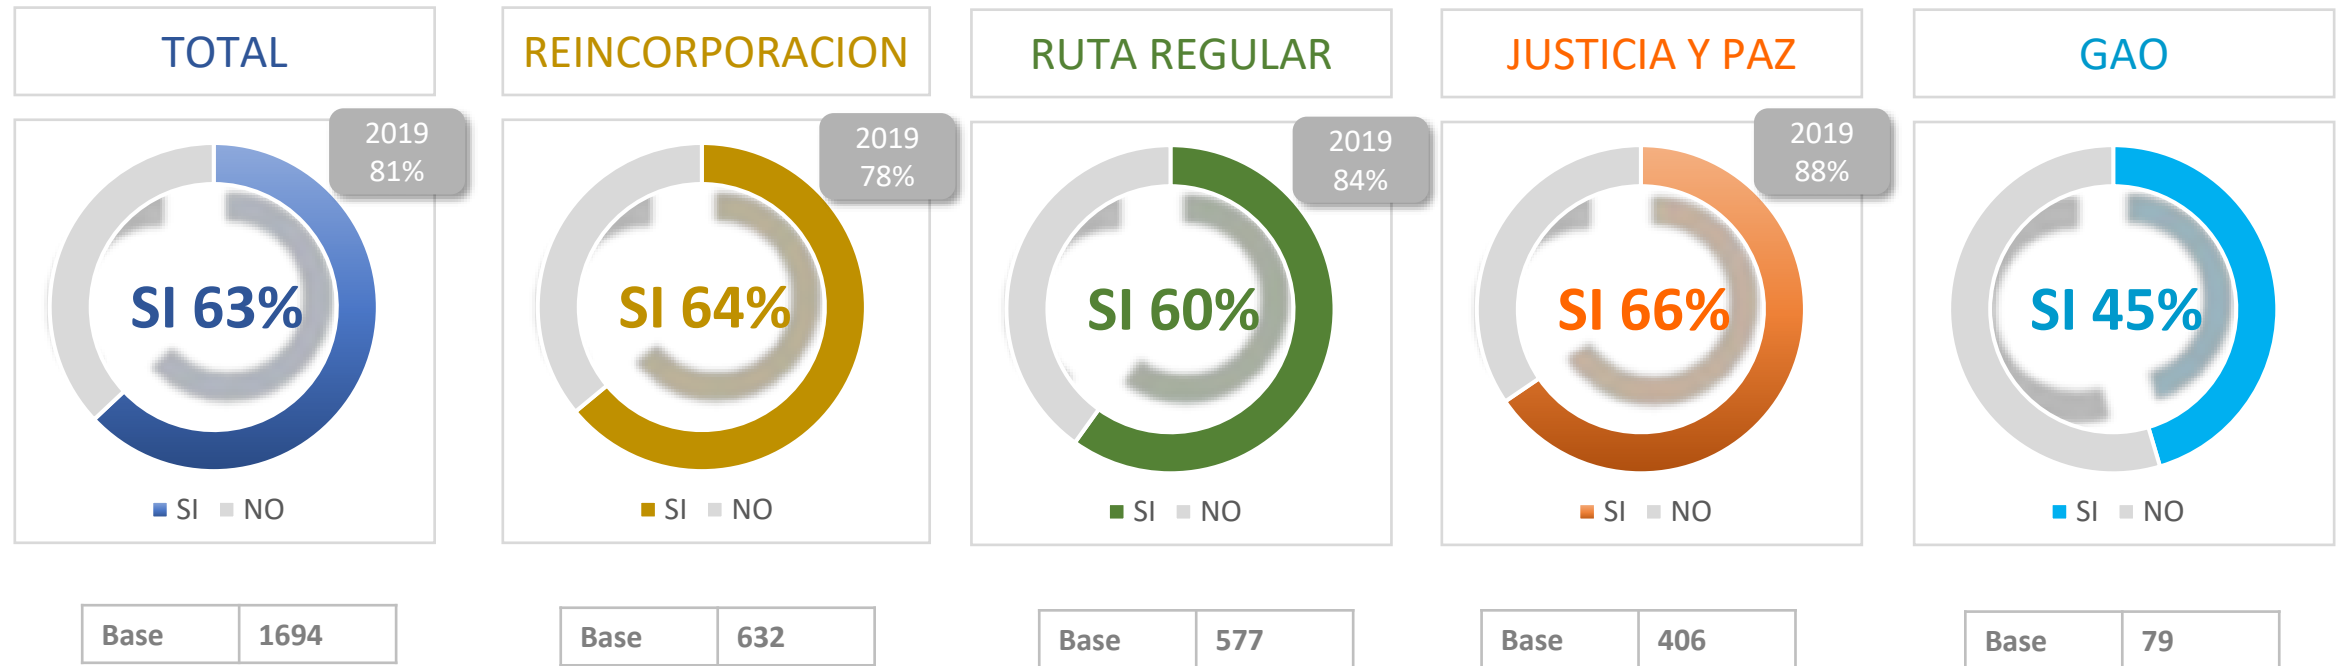 TOTAL
2019
81%
SI 63%
SI NO
Base 1694
REINCORPORACION
2019
78%
SI 64%
SI NO
Base 632
RUTA REGULAR
2019
84%
SI 60%
SI NO
Base 577
JUSTICIA Y PAZ
2019
88%
SI 66%
SI NO
Base 406
GAO
SI 45%
SI NO
Base 79